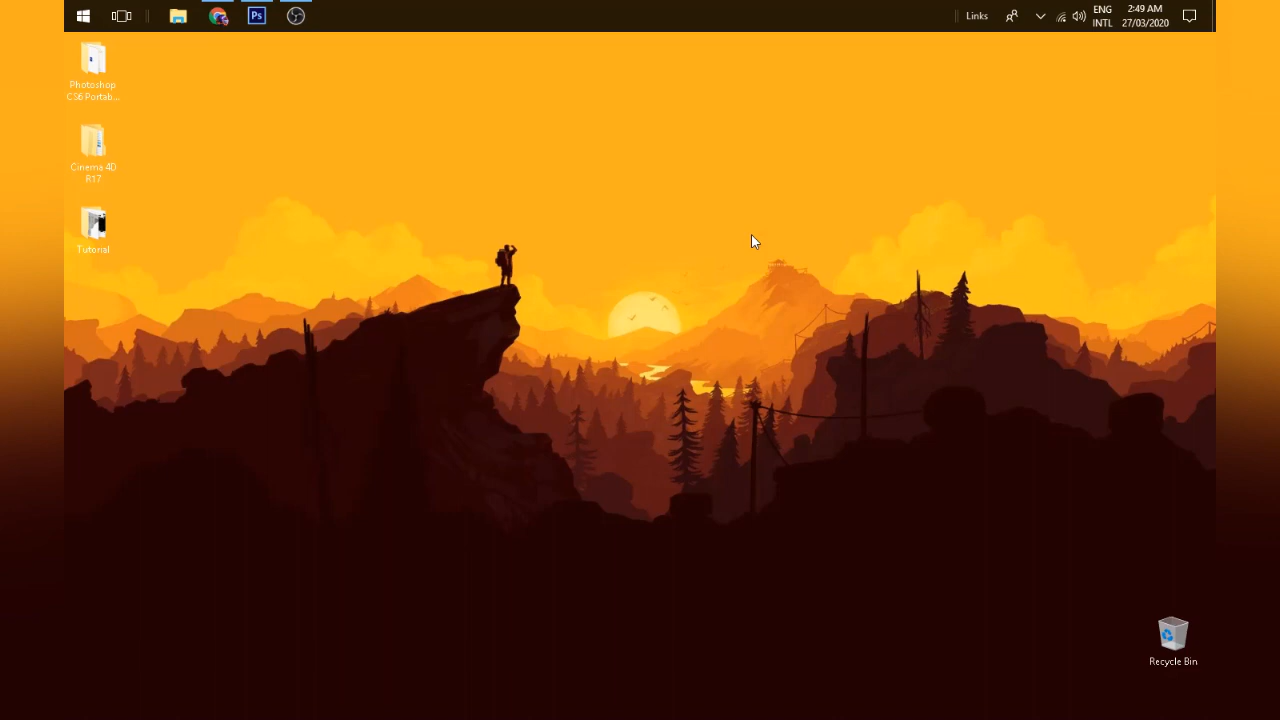 Ps
Links
ENG
INTL
2:49 AM
27/03/2020
Photoshop
CS6 Portab...
Cinema 4D
R17
Tutorial
Recycle Bin